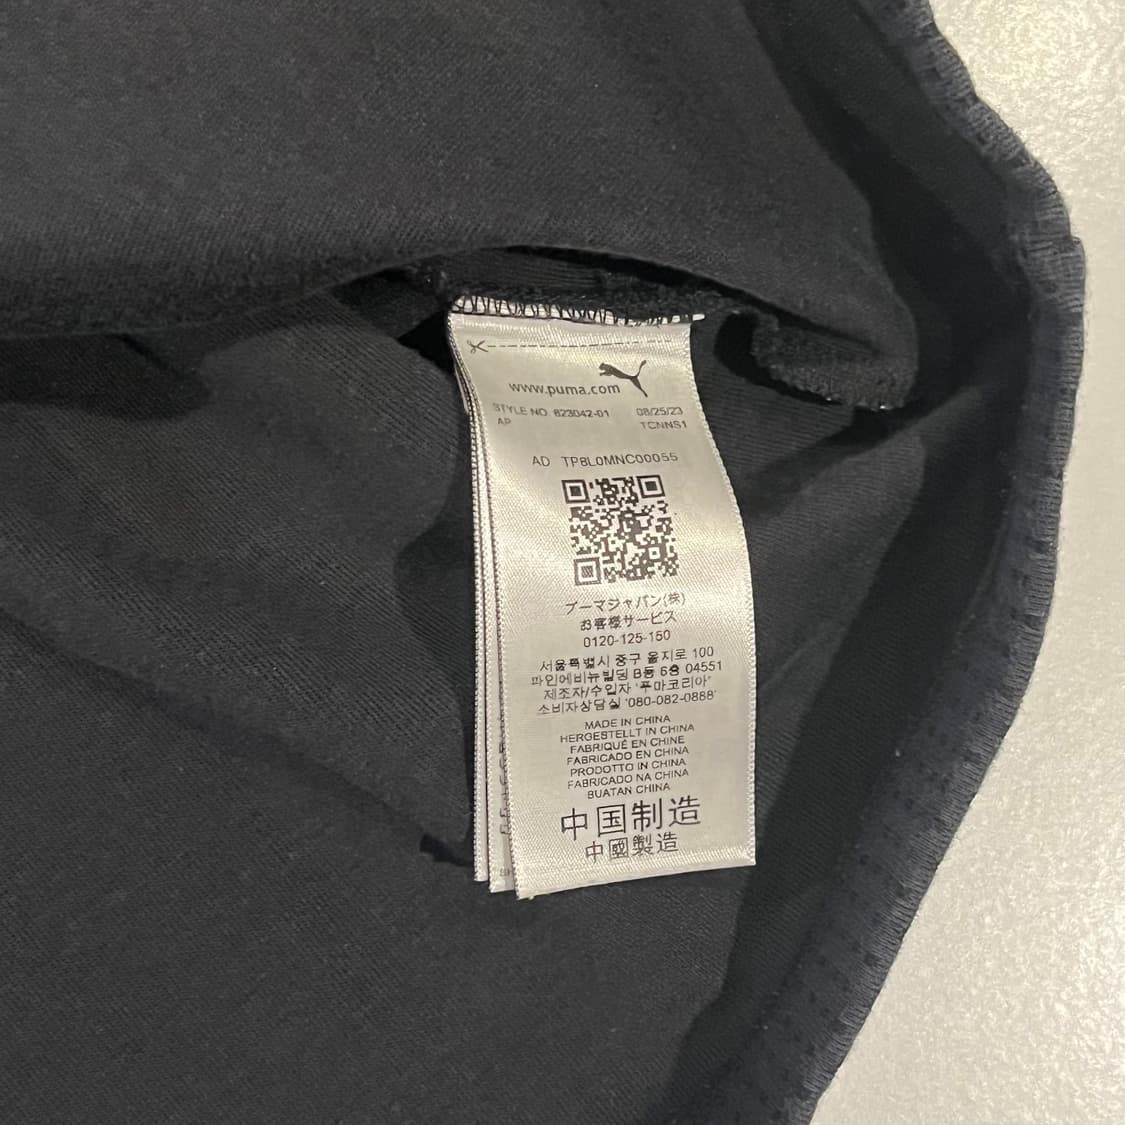 www.puma.com
STYLE NO. 623042-01 08/25/23
AP TCNNS1
AD TP8L0MNC00055
プーマジャパン(株)
お客様サービス
0120-125-150
서울특별시 중구 을지로 100
파인에비뉴빌딩 B동 6층 04551
제조자/수입자 '푸마코리아'
소비자상담실 '080-082-0888'
MADE IN CHINA
HERGESTELLT IN CHINA
FABRIQUÉ EN CHINE
FABRICADO EN CHINA
PRODOTTO IN CHINA
FABRICADO NA CHINA
BUATAN CHINA
中国制造
中國製造